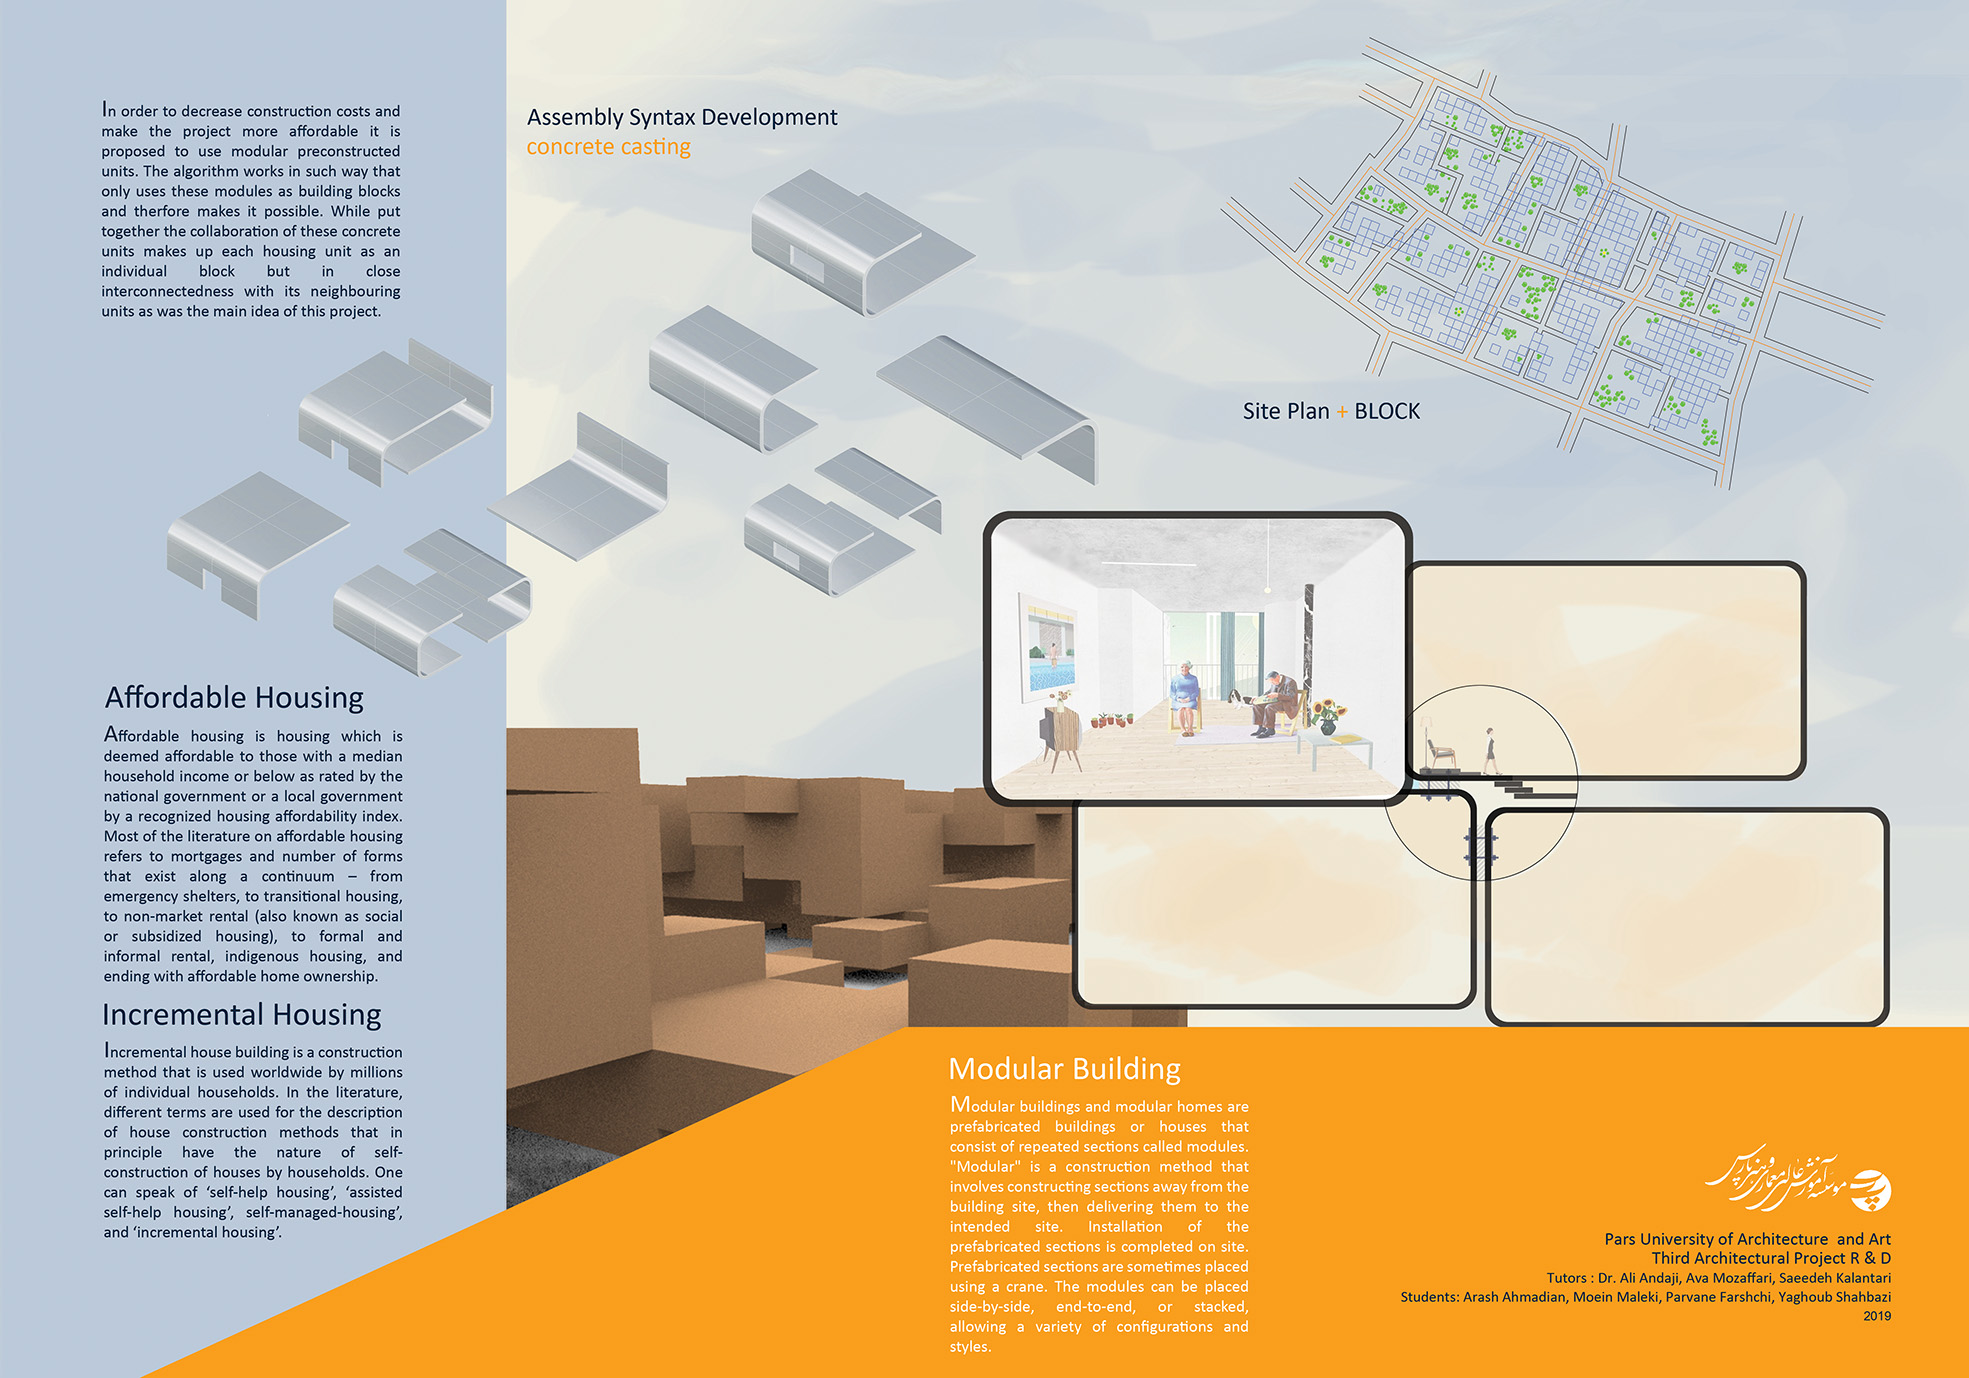 In order to decrease construction costs and
make the project more affordable it is
proposed to use modular preconstructed
units. The algorithm works in such way that
only uses these modules as building blocks
and therfore makes it possible. While put
together the collaboration of these concrete
units makes up each housing unit as an
individual block but in close
interconnectedness with its neighbouring
units as was the main idea of this project.
Affordable Housing
Affordable housing is housing which is
deemed affordable to those with a median
household income or below as rated by the
national government or a local government
by a recognized housing affordability index.
Most of the literature on affordable housing
refers to mortgages and number of forms
that exist along a continuum – from
emergency shelters, to transitional housing,
to non-market rental (also known as social
or subsidized housing), to formal and
informal rental, indigenous housing, and
ending with affordable home ownership.
Incremental Housing
Incremental house building is a construction
method that is used worldwide by millions
of individual households. In the literature,
different terms are used for the description
of house construction methods that in
principle have the nature of self-
construction of houses by households. One
can speak of ‘self-help housing’, ‘assisted
self-help housing’, self-managed-housing’,
and ‘incremental housing’.
Assembly Syntax Development
concrete casting
Site Plan + BLOCK
Modular Building
Modular buildings and modular homes are
prefabricated buildings or houses that
consist of repeated sections called modules.
"Modular" is a construction method that
involves constructing sections away from the
building site, then delivering them to the
intended site. Installation of the
prefabricated sections is completed on site.
Prefabricated sections are sometimes placed
using a crane. The modules can be placed
side-by-side, end-to-end, or stacked,
allowing a variety of configurations and
styles.
موسسه آموزش عالی معماری و هنر پارس
Pars University of Architecture and Art
Third Architectural Project R & D
Tutors : Dr. Ali Andaji, Ava Mozaffari, Saeedeh Kalantari
Students: Arash Ahmadian, Moein Maleki, Parvane Farshchi, Yaghoub Shahbazi
2019